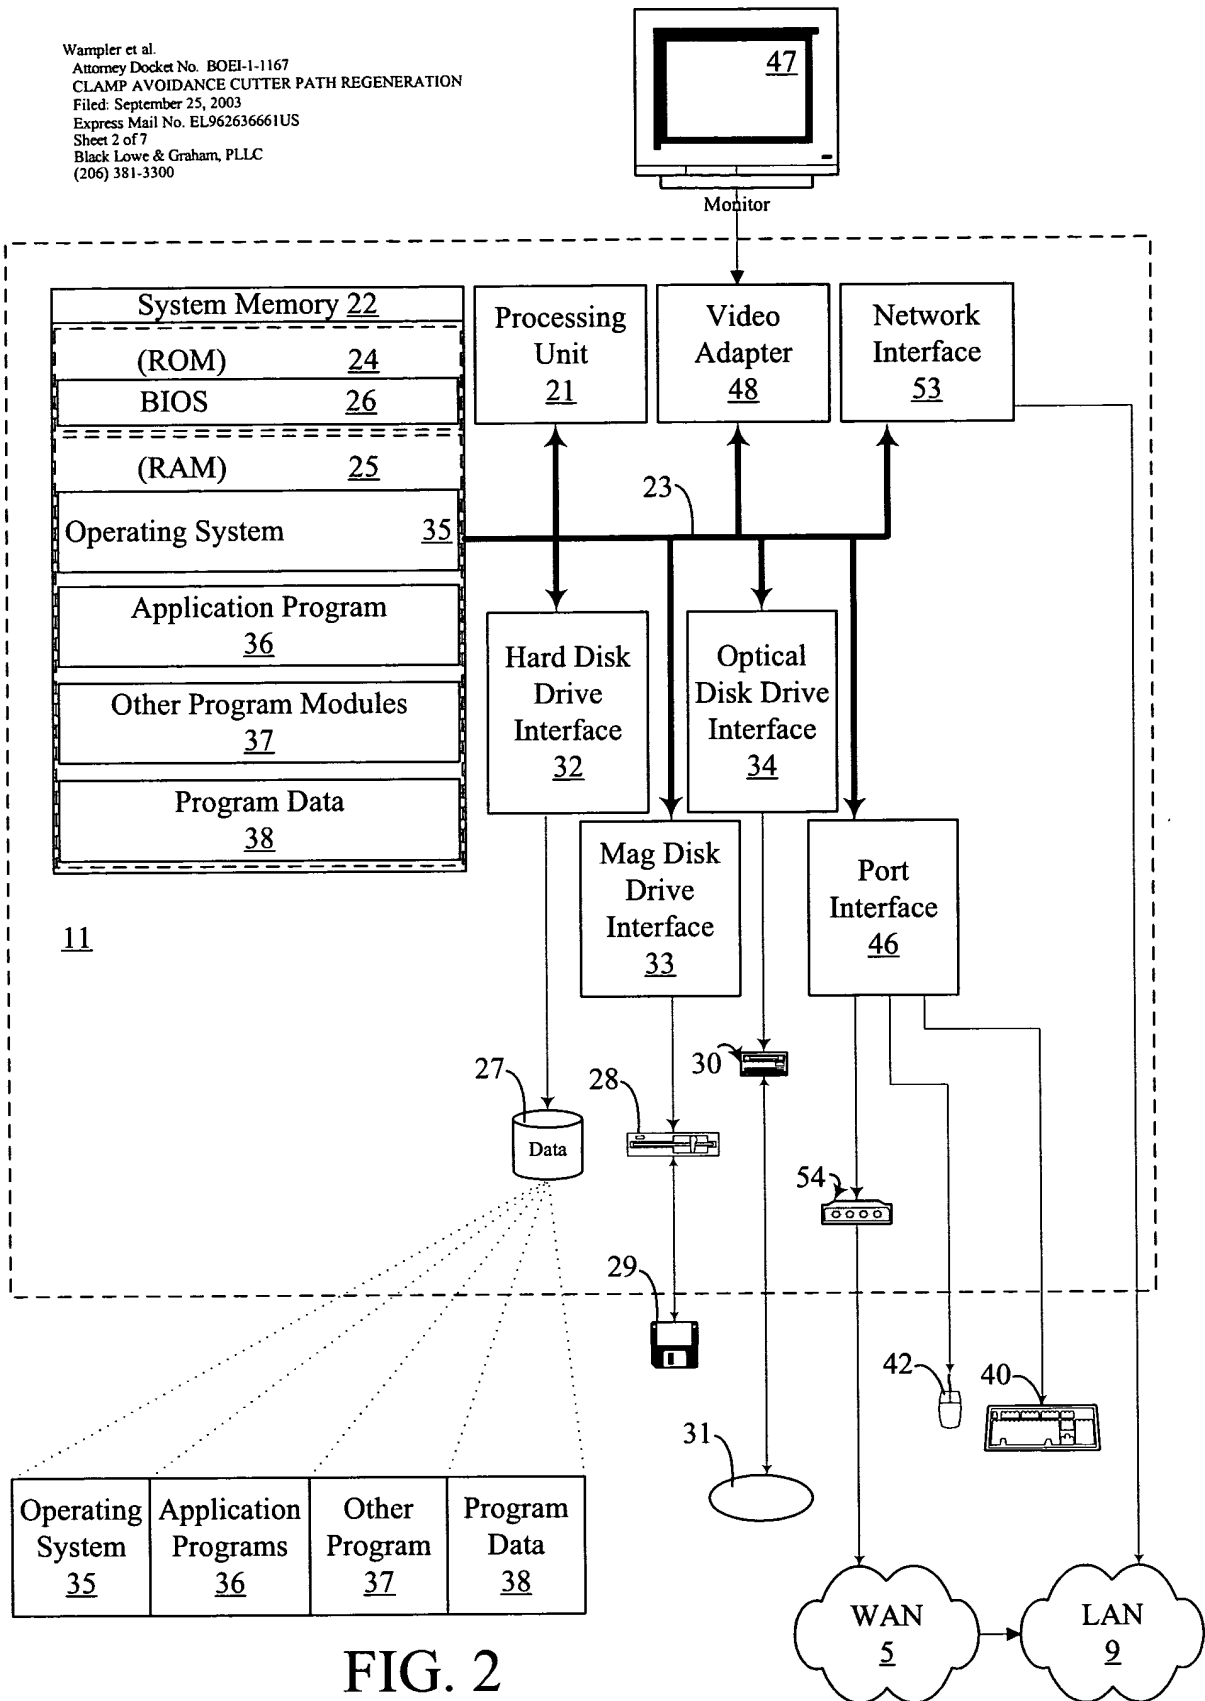 Wampler et al.
Attorney Docket No. BOEI-1-1167
CLAMP AVOIDANCE CUTTER PATH REGENERATION
Filed: September 25, 2003
Express Mail No. EL962636661US
Sheet 2 of 7
Black Lowe & Graham, PLLC
(206) 381-3300
47
Monitor
System Memory 22
(ROM) 24
BIOS 26
(RAM) 25
Operating System 35
Application Program
36
Other Program Modules
37
Program Data
38
Processing
Unit
21
Video
Adapter
48
Network
Interface
53
23
Hard Disk
Drive
Interface
32
Optical
Disk Drive
Interface
34
Mag Disk
Drive
Interface
33
Port
Interface
46
11
27
Data
28
30
54
29
42
40
31
Operating
System
35
Application
Programs
36
Other
Program
37
Program
Data
38
WAN
5
LAN
9
FIG. 2